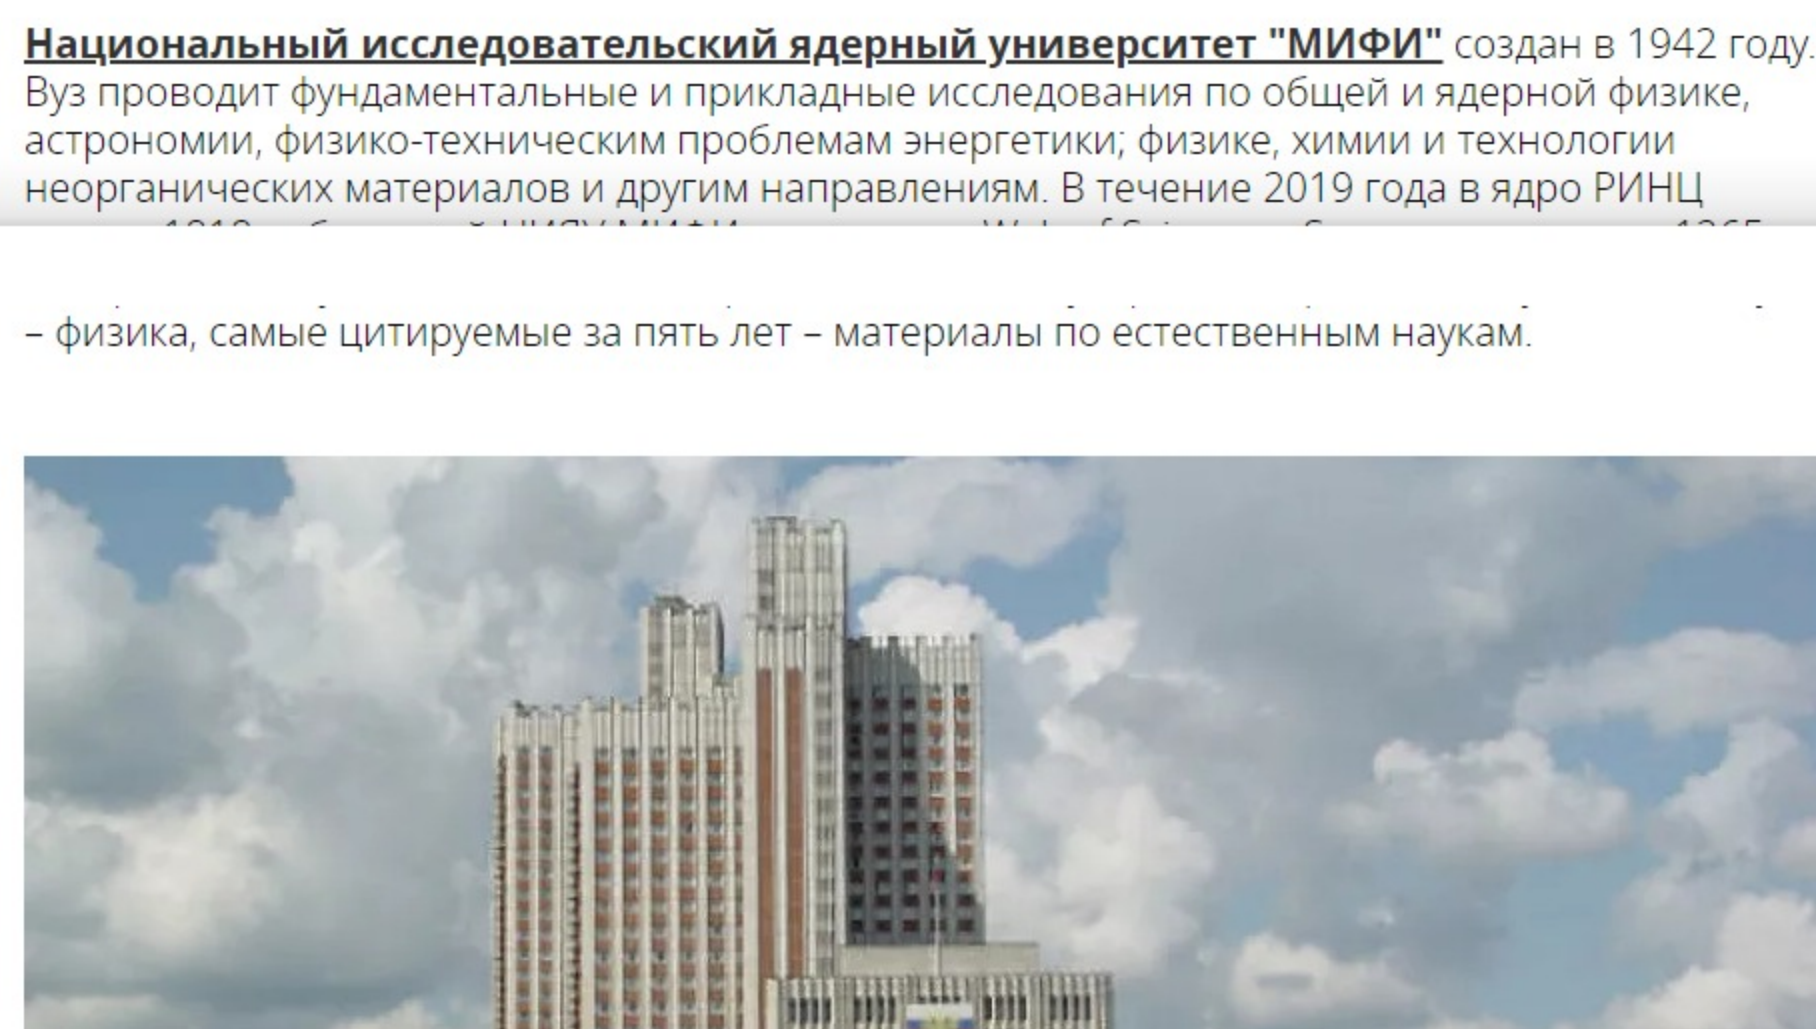 Национальный исследовательский ядерный университет "МИФИ" создан в 1942 году.
Вуз проводит фундаментальные и прикладные исследования по общей и ядерной физике,
астрономии, физико-техническим проблемам энергетики; физике, химии и технологии
неорганических материалов и другим направлениям. В течение 2019 года в ядро РИНЦ
– физика, самые цитируемые за пять лет – материалы по естественным наукам.